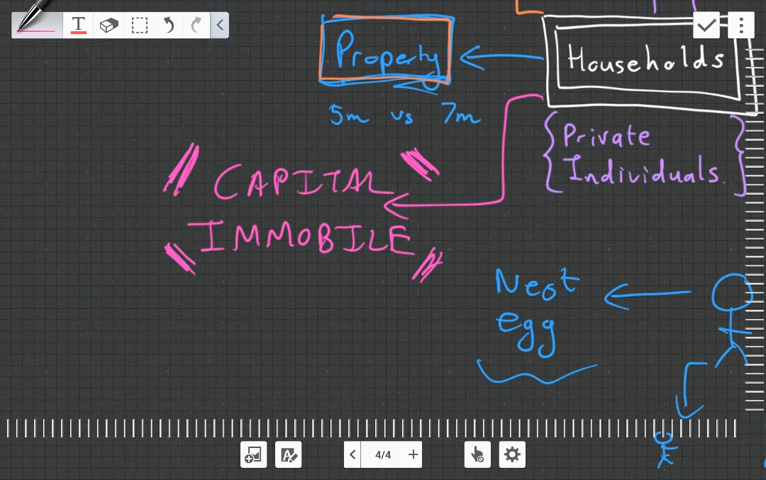 T
Property
Households
5m vs 7m
{Private
Individuals.}
CAPITAL
IMMOBILE
Nest
egg
4/4